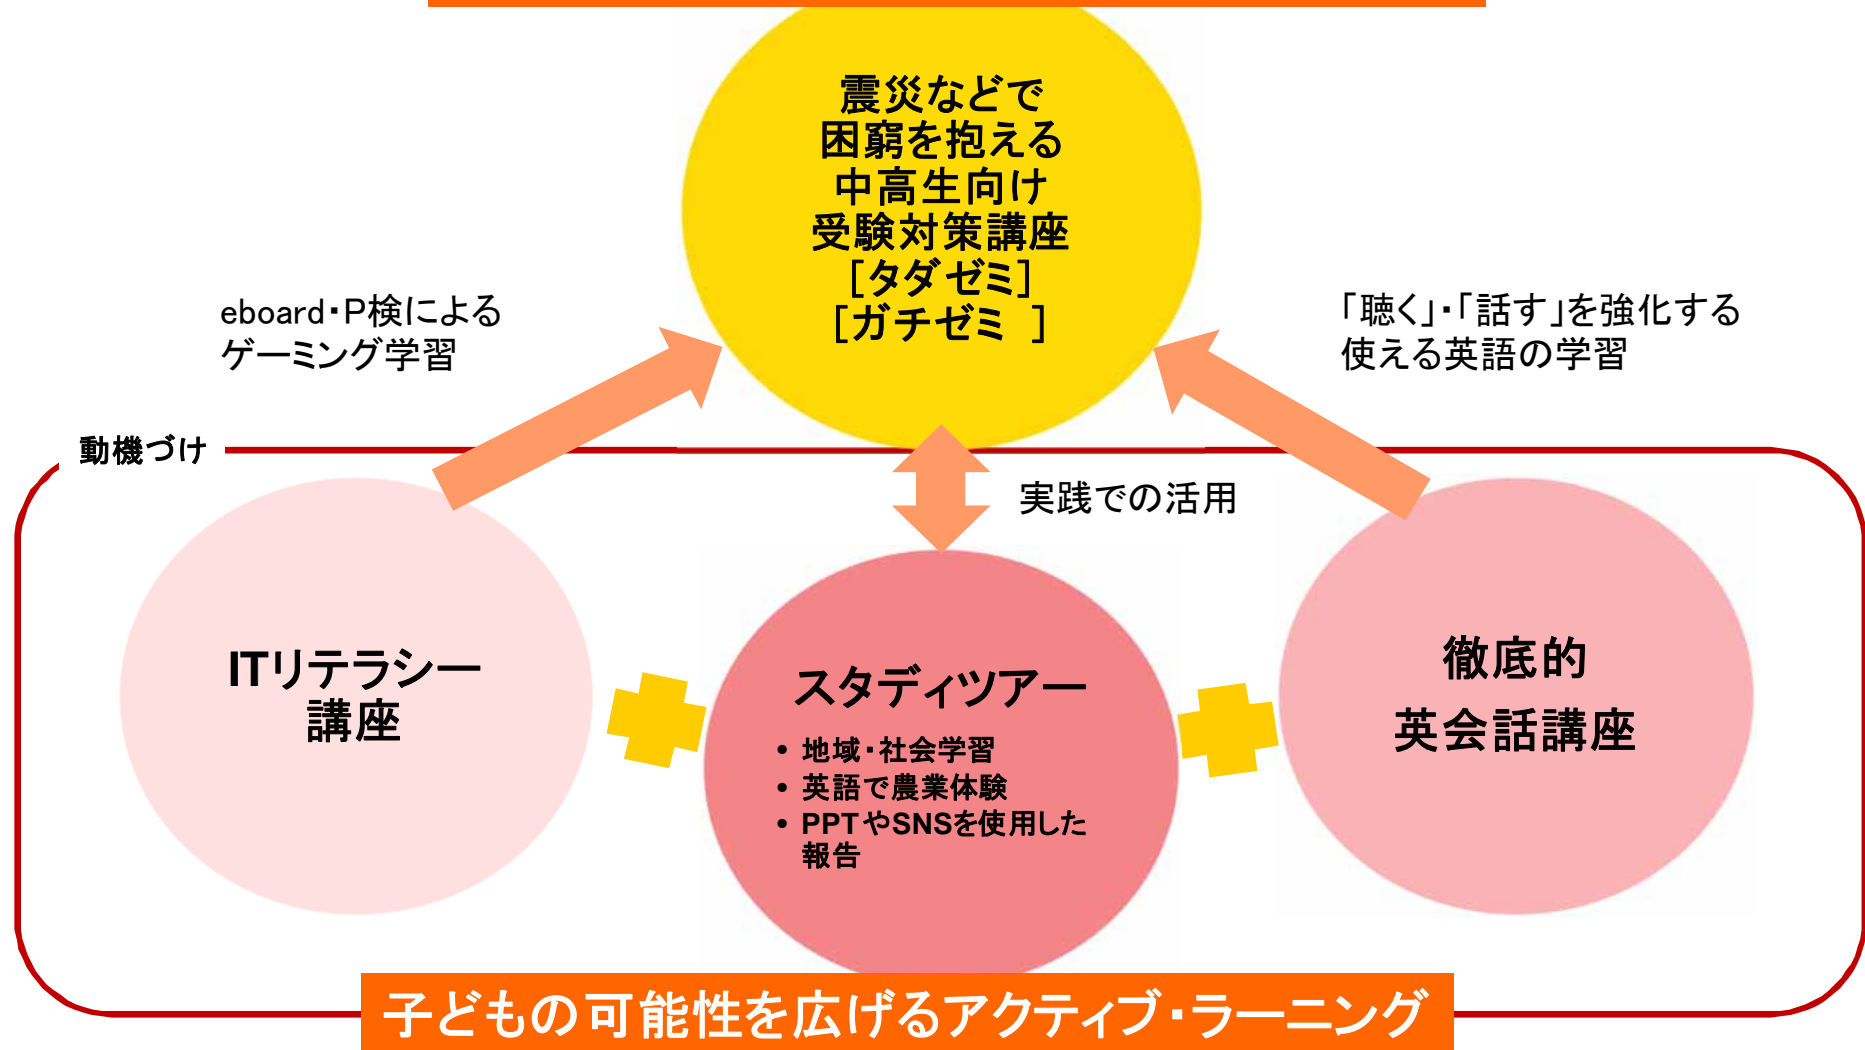 震災などで
困窮を抱える
中高生向け
受験対策講座
[タダゼミ]
[ガチゼミ ]
eboard・P検による
ゲーミング学習
「聴く」・「話す」を強化する
使える英語の学習
動機づけ
実践での活用
ITリテラシー
講座
スタディツアー
• 地域・社会学習
• 英語で農業体験
• PPTやSNSを使用した
報告
徹底的
英会話講座
子どもの可能性を広げるアクティブ・ラーニング